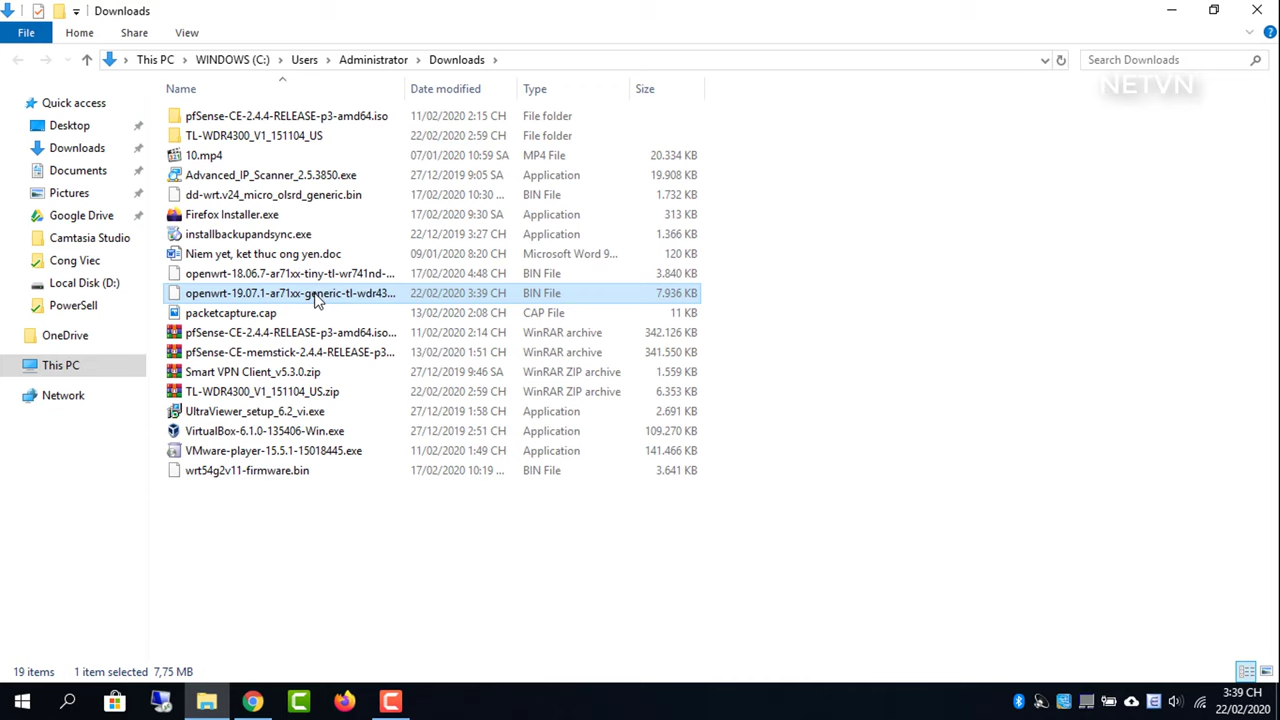 Downloads
File Home Share View
This PC WINDOWS (C:) Users Administrator Downloads Search Downloads
NETVN
Name Date modified Type Size
Quick access
Desktop
Downloads
Documents
Pictures
Google Drive
Camtasia Studio
Cong Viec
Local Disk (D:)
PowerSell
OneDrive
This PC
Network
pfSense-CE-2.4.4-RELEASE-p3-amd64.iso 11/02/2020 2:15 CH File folder
TL-WDR4300_V1_151104_US 22/02/2020 2:59 CH File folder
10.mp4 07/01/2020 10:59 SA MP4 File 20.334 KB
Advanced_IP_Scanner_2.5.3850.exe 27/12/2019 9:05 SA Application 19.908 KB
dd-wrt.v24_micro_olsrd_generic.bin 17/02/2020 10:30 ... BIN File 1.732 KB
Firefox Installer.exe 17/02/2020 9:30 SA Application 313 KB
installbackupandsync.exe 22/12/2019 3:27 CH Application 1.366 KB
Niem yet, ket thuc ong yen.doc 09/01/2020 8:20 CH Microsoft Word 9... 120 KB
openwrt-18.06.7-ar71xx-tiny-tl-wr741nd-... 17/02/2020 4:48 CH BIN File 3.840 KB
openwrt-19.07.1-ar71xx-generic-tl-wdr43... 22/02/2020 3:39 CH BIN File 7.936 KB
packetcapture.cap 13/02/2020 2:08 CH CAP File 11 KB
pfSense-CE-2.4.4-RELEASE-p3-amd64.iso... 11/02/2020 2:14 CH WinRAR archive 342.126 KB
pfSense-CE-memstick-2.4.4-RELEASE-p3... 13/02/2020 1:51 CH WinRAR archive 341.550 KB
Smart VPN Client_v5.3.0.zip 27/12/2019 9:46 SA WinRAR ZIP archive 1.559 KB
TL-WDR4300_V1_151104_US.zip 22/02/2020 2:59 CH WinRAR ZIP archive 6.353 KB
UltraViewer_setup_6.2_vi.exe 27/12/2019 1:58 CH Application 2.691 KB
VirtualBox-6.1.0-135406-Win.exe 27/12/2019 2:51 CH Application 109.270 KB
VMware-player-15.5.1-15018445.exe 11/02/2020 1:49 CH Application 141.466 KB
wrt54g2v11-firmware.bin 17/02/2020 10:19 ... BIN File 3.641 KB
19 items 1 item selected 7,75 MB
3:39 CH
22/02/2020